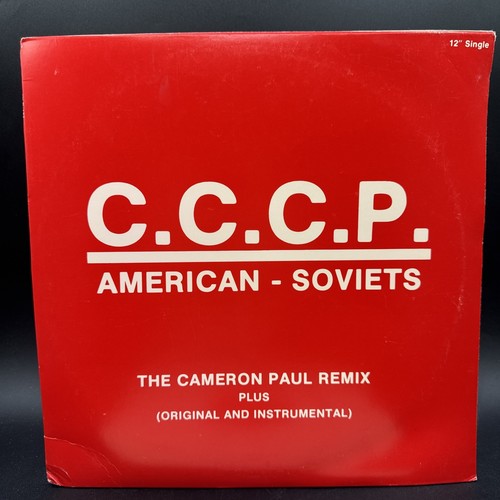 12" Single
C.C.C.P.
AMERICAN - SOVIETS
THE CAMERON PAUL REMIX
PLUS
(ORIGINAL AND INSTRUMENTAL)